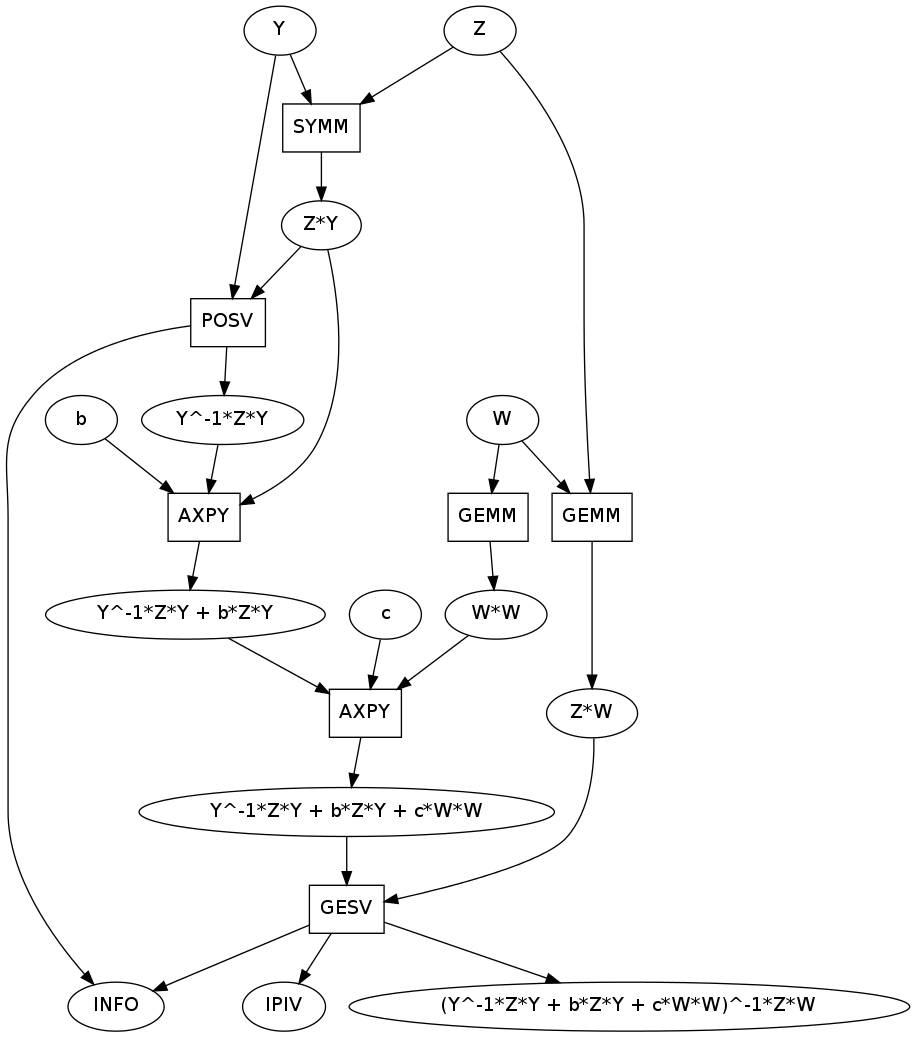 Y
Z
SYMM
Z*Y
POSV
b
Y^-1*Z*Y
W
AXPY
GEMM
GEMM
Y^-1*Z*Y + b*Z*Y
c
W*W
AXPY
Z*W
Y^-1*Z*Y + b*Z*Y + c*W*W
GESV
INFO
IPIV
(Y^-1*Z*Y + b*Z*Y + c*W*W)^-1*Z*W